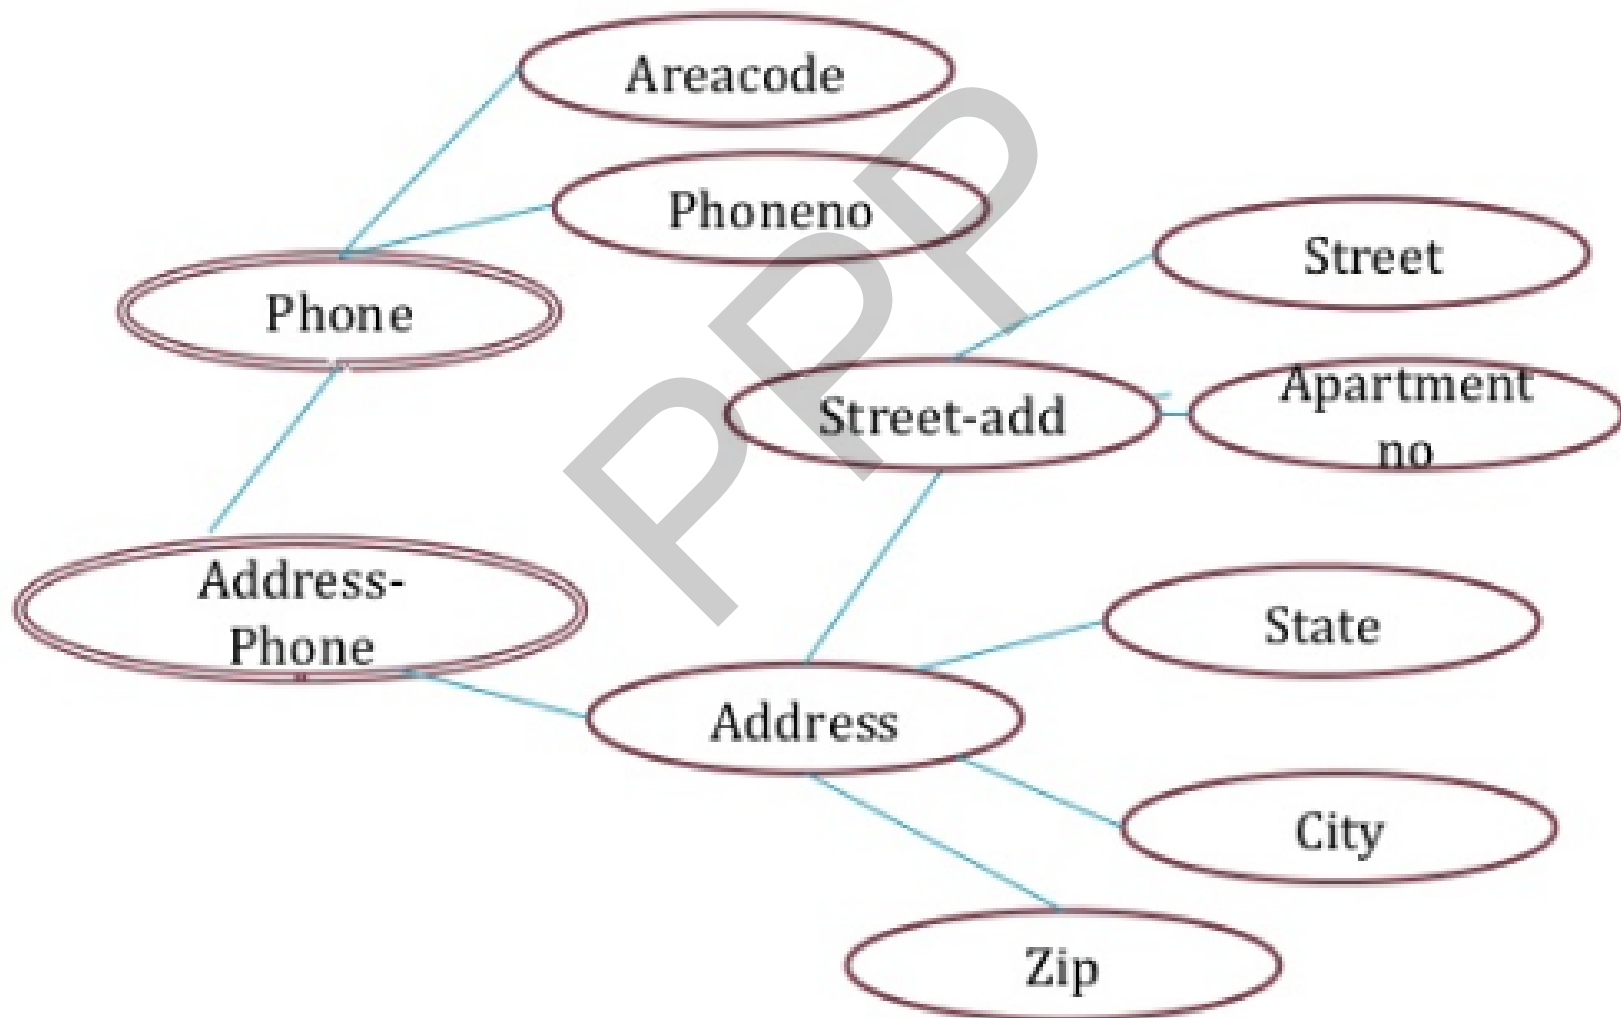 Areacode
Phoneno
Street
Phone
Apartment
no
Street-add
Address-
Phone
State
Address
City
Zip
PPP